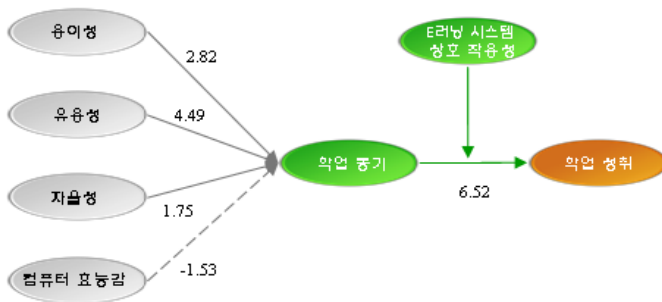 용이성
2.82
E러닝 시스템
상호 작용성
유용성
4.49
학업 동기
학업 성취
6.52
자율성
1.75
컴퓨터 효능감
-1.53